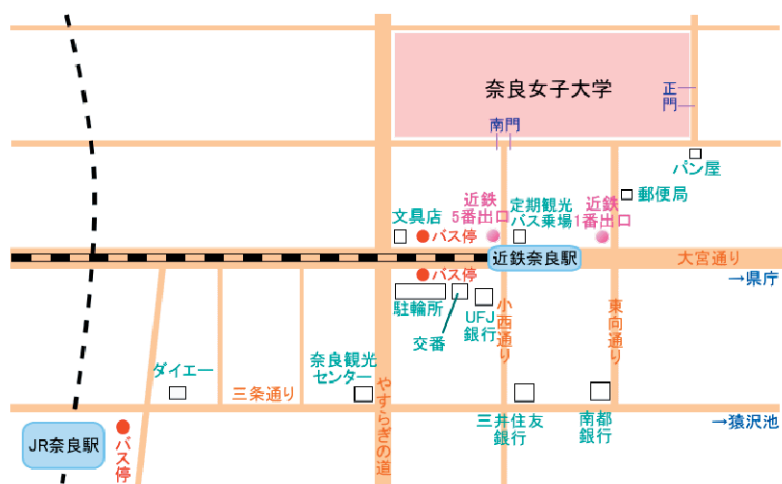 奈良女子大学
正
門
南門
パン屋
郵便局
近鉄
5番出口
定期観光
バス乗場
近鉄
1番出口
文具店
バス停
近鉄奈良駅
大宮通り
→県庁
バス停
駐輪所
交番
UFJ
銀行
小西通り
東向通り
ダイエー
奈良観光
センター
三条通り
やすらぎの道
三井住友
銀行
南都
銀行
→猿沢池
JR奈良駅
バス停